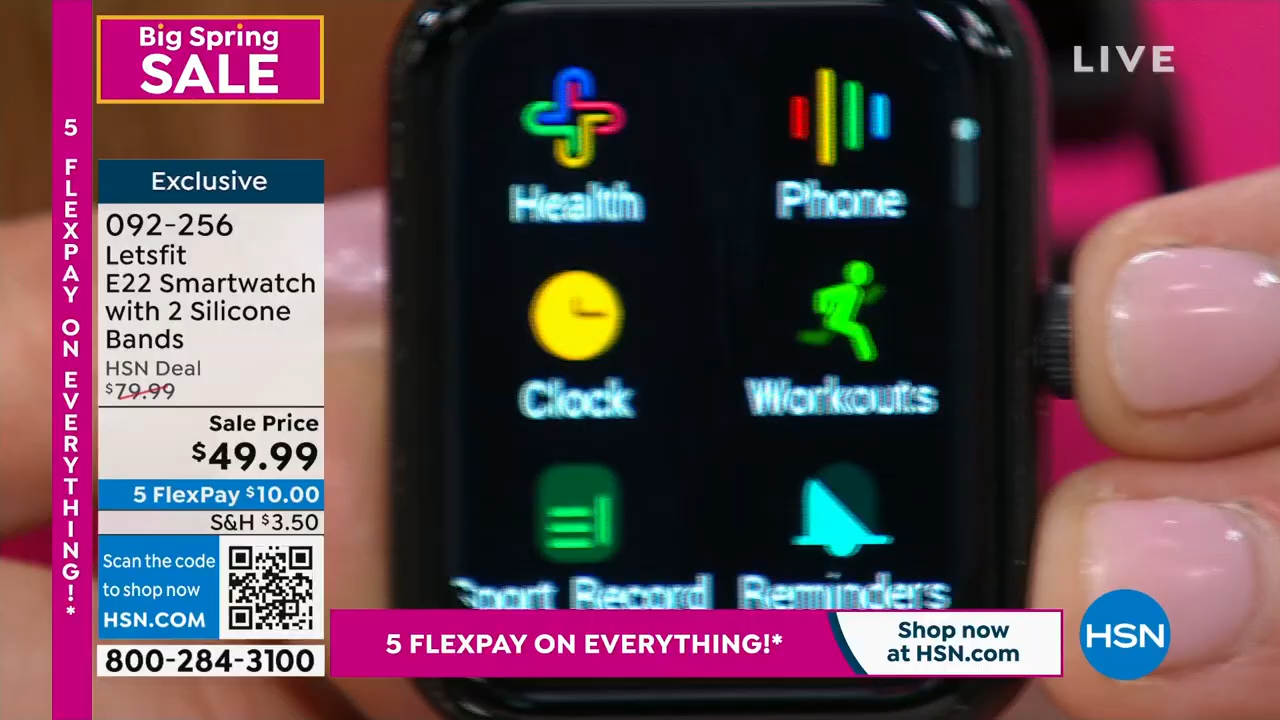 Big Spring
SALE
5 FLEXPAY ON EVERYTHING!*
Exclusive
092-256
Letsfit
E22 Smartwatch
with 2 Silicone
Bands
HSN Deal
$79.99
Sale Price
$49.99
5 FlexPay $10.00
S&H $3.50
Scan the code
to shop now
HSN.COM
800-284-3100
LIVE
Health
Phone
Clock
Workouts
Sport Record
Reminders
5 FLEXPAY ON EVERYTHING!*
Shop now
at HSN.com
HSN